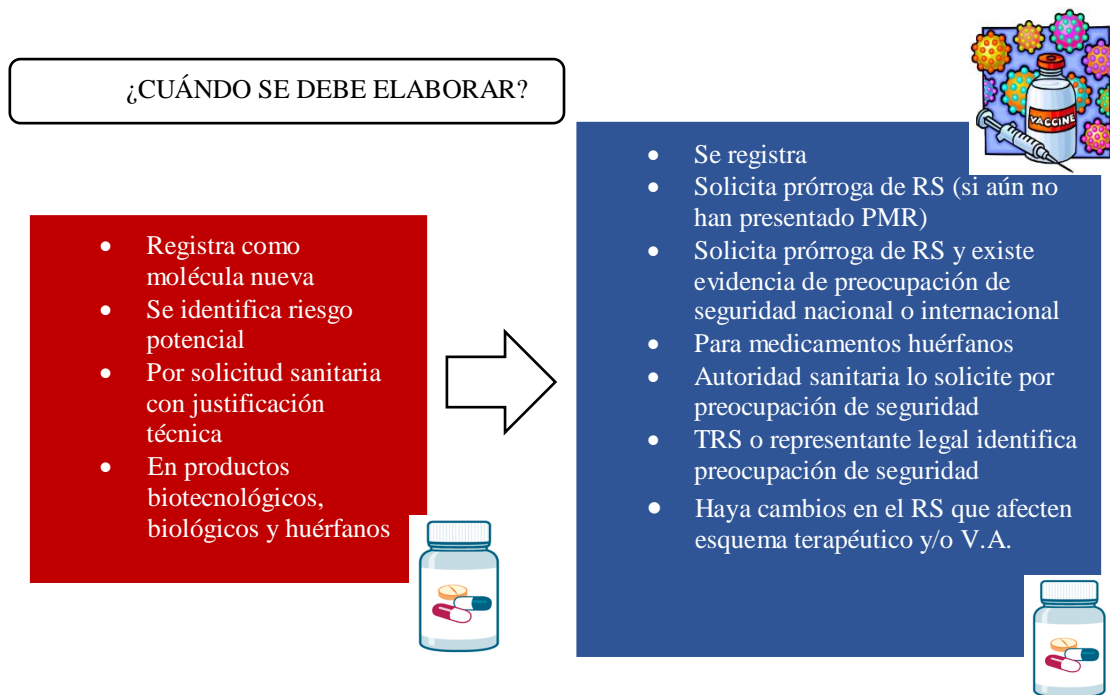 ¿CUÁNDO SE DEBE ELABORAR?
• Registra como
molécula nueva
• Se identifica riesgo
potencial
• Por solicitud sanitaria
con justificación
técnica
• En productos
biotecnológicos,
biológicos y huérfanos
VACCINE
• Se registra
• Solicita prórroga de RS (si aún no
han presentado PMR)
• Solicita prórroga de RS y existe
evidencia de preocupación de
seguridad nacional o internacional
• Para medicamentos huérfanos
• Autoridad sanitaria lo solicite por
preocupación de seguridad
• TRS o representante legal identifica
preocupación de seguridad
• Haya cambios en el RS que afecten
esquema terapéutico y/o V.A.